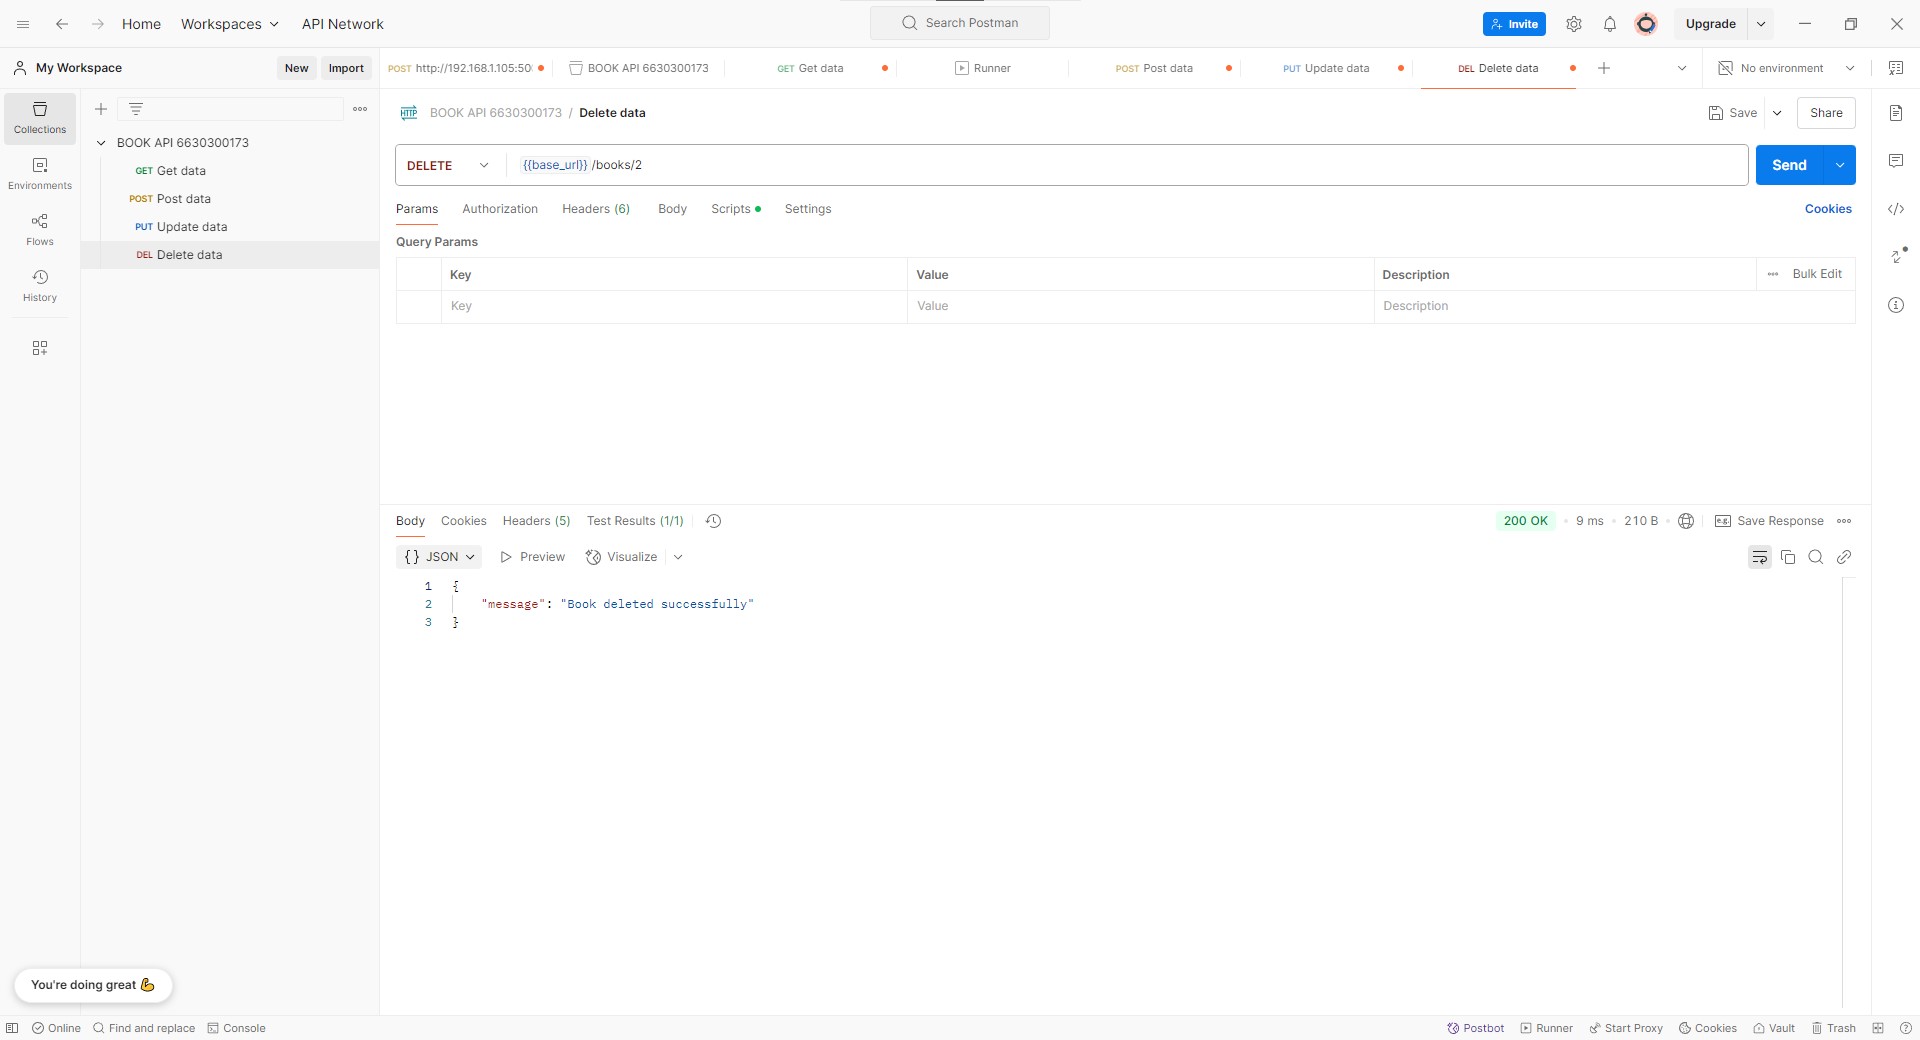 Home Workspaces API Network Search Postman Invite Upgrade
My Workspace New Import POST http://192.168.1.105:50 BOOK API 6630300173 GET Get data Runner POST Post data PUT Update data DEL Delete data No environment
Collections
Environments
Flows
History
BOOK API 6630300173
GET Get data
POST Post data
PUT Update data
DEL Delete data
HTTP BOOK API 6630300173 / Delete data Save Share
DELETE {{base_url}} /books/2 Send
Params Authorization Headers (6) Body Scripts Settings Cookies
Query Params
Key Value Description Bulk Edit
Key Value Description
Body Cookies Headers (5) Test Results (1/1) 200 OK 9 ms 210 B e.g. Save Response
{} JSON Preview Visualize
1 {
2 "message": "Book deleted successfully"
3 }
You're doing great 💪
Online Find and replace Console Postbot Runner Start Proxy Cookies Vault Trash